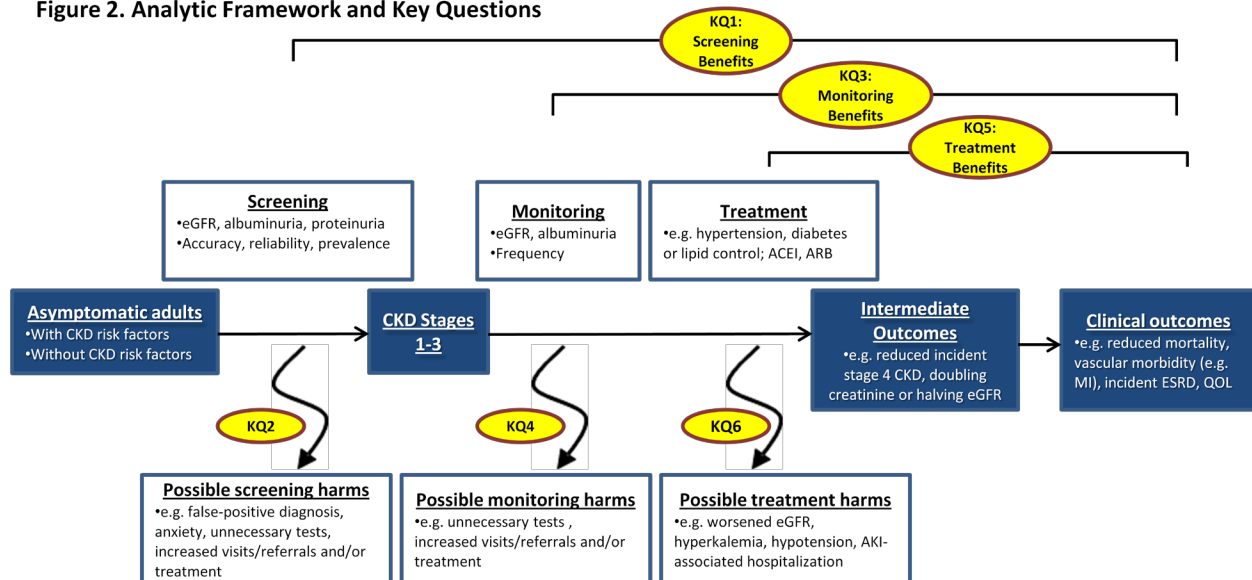 Figure 2. Analytic Framework and Key Questions
KQ1:
Screening
Benefits
KQ3:
Monitoring
Benefits
KQ5:
Treatment
Benefits
Screening
•eGFR, albuminuria, proteinuria
•Accuracy, reliability, prevalence
Monitoring
•eGFR, albuminuria
•Frequency
Treatment
•e.g. hypertension, diabetes
or lipid control; ACEI, ARB
Asymptomatic adults
•With CKD risk factors
•Without CKD risk factors
CKD Stages
1-3
Intermediate
Outcomes
•e.g. reduced incident
stage 4 CKD, doubling
creatinine or halving eGFR
Clinical outcomes
•e.g. reduced mortality,
vascular morbidity (e.g.
MI), incident ESRD, QOL
KQ2
KQ4
KQ6
Possible screening harms
•e.g. false-positive diagnosis,
anxiety, unnecessary tests,
increased visits/referrals and/or
treatment
Possible monitoring harms
•e.g. unnecessary tests ,
increased visits/referrals and/or
treatment
Possible treatment harms
•e.g. worsened eGFR,
hyperkalemia, hypotension, AKI-
associated hospitalization